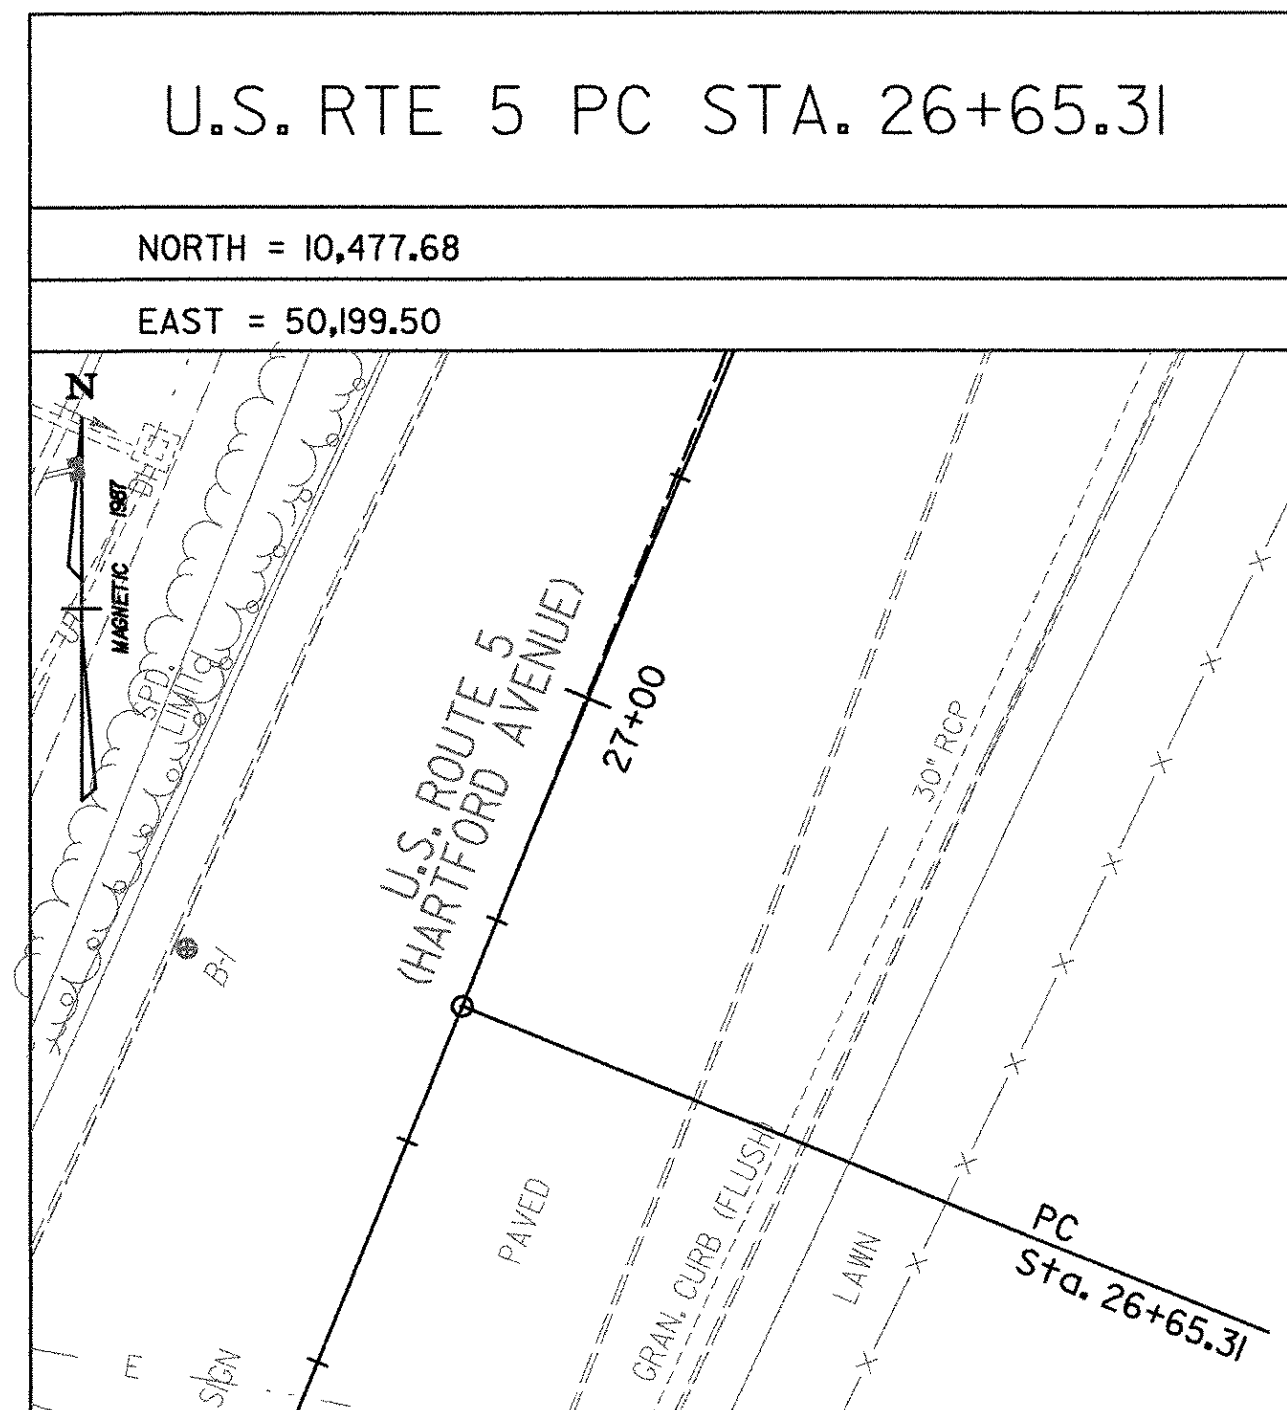 U.S. RTE 5 PC STA. 26+65.31
NORTH = 10,477.68
EAST = 50,199.50
N
MAGNETIC 1987
DH
SPD.
LIMIT
U.S. ROUTE 5
(HARTFORD AVENUE)
27+00
30" RCP
B-1
PAVED
GRAN. CURB (FLUSH)
LAWN
PC
Sta. 26+65.31
E
SIGN